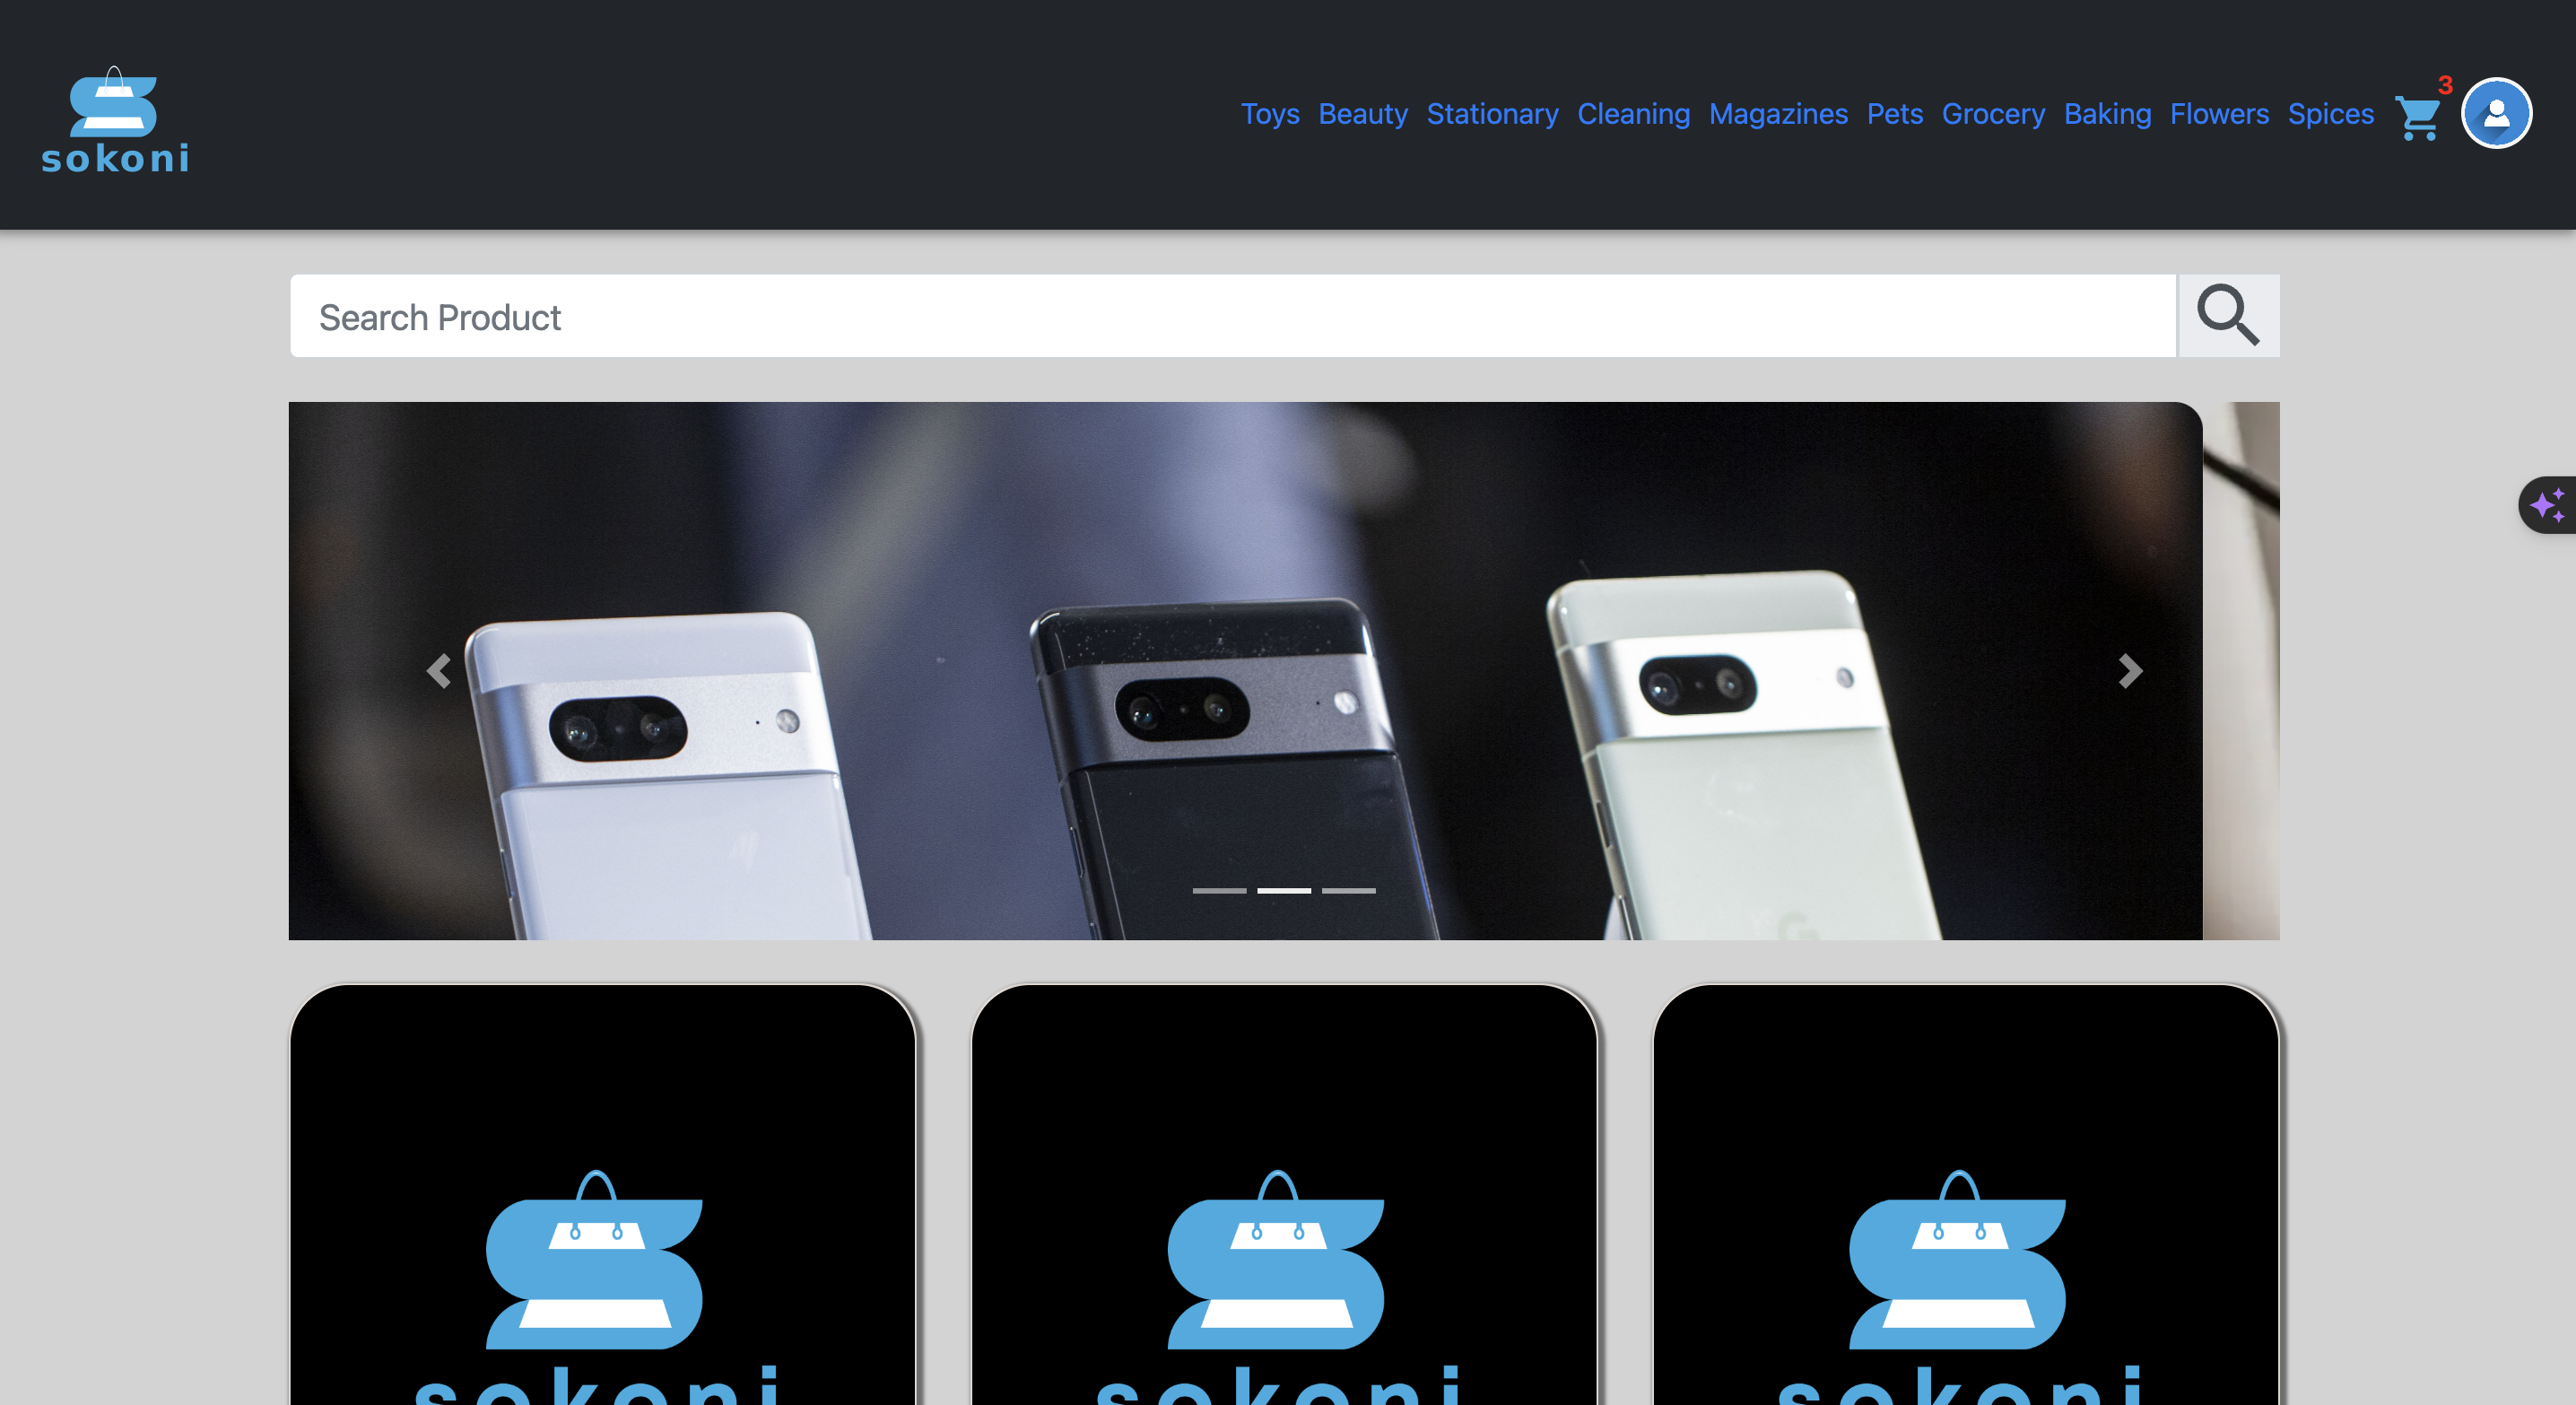 sokoni
Toys Beauty Stationary Cleaning Magazines Pets Grocery Baking Flowers Spices
3
Search Product
G
sokoni
sokoni
sokoni